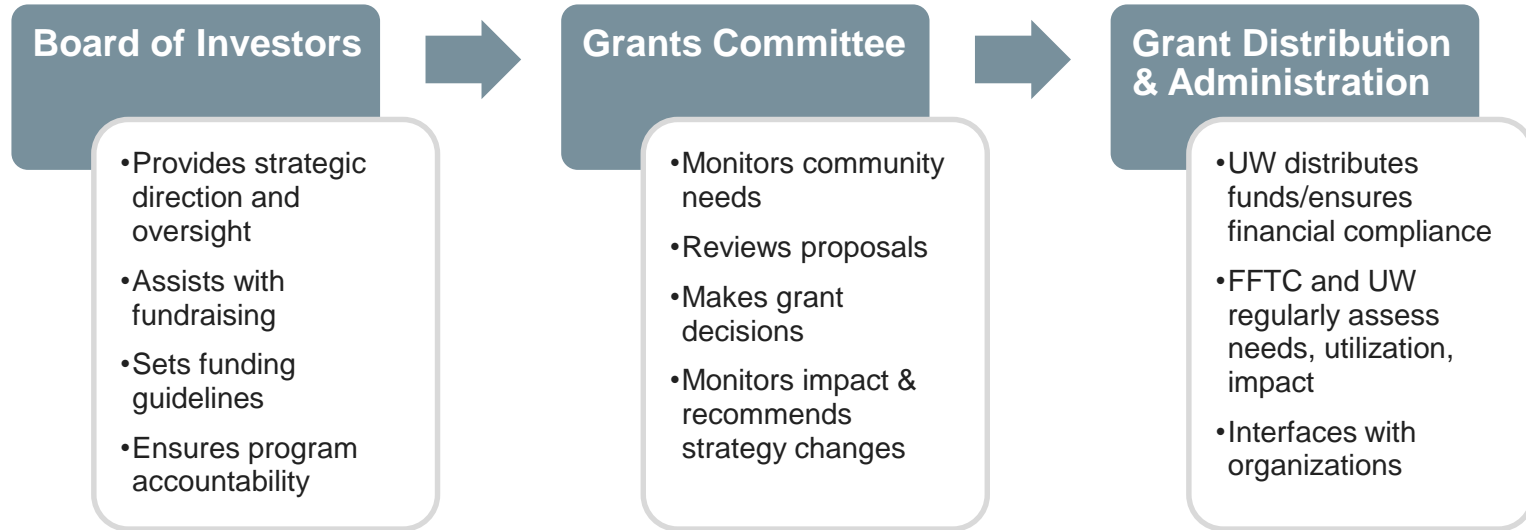 Board of Investors
•Provides strategic
direction and
oversight
•Assists with
fundraising
•Sets funding
guidelines
•Ensures program
accountability
Grants Committee
•Monitors community
needs
•Reviews proposals
•Makes grant
decisions
•Monitors impact &
recommends
strategy changes
Grant Distribution
& Administration
•UW distributes
funds/ensures
financial compliance
•FFTC and UW
regularly assess
needs, utilization,
impact
•Interfaces with
organizations